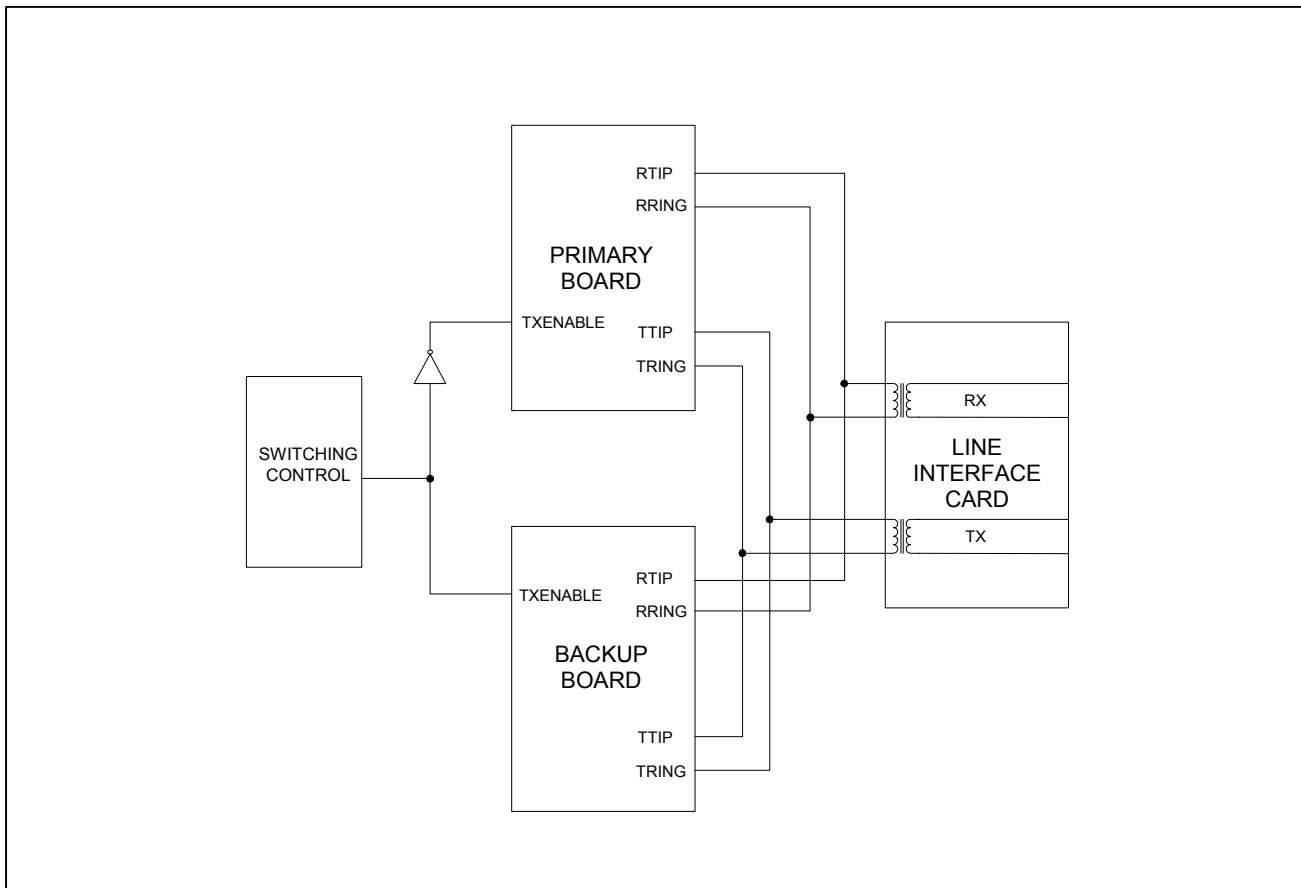 RTIP
RRING
PRIMARY
BOARD
TXENABLE
TTIP
TRING
SWITCHING
CONTROL
RX
LINE
INTERFACE
CARD
TX
RTIP
TXENABLE
RRING
BACKUP
BOARD
TTIP
TRING